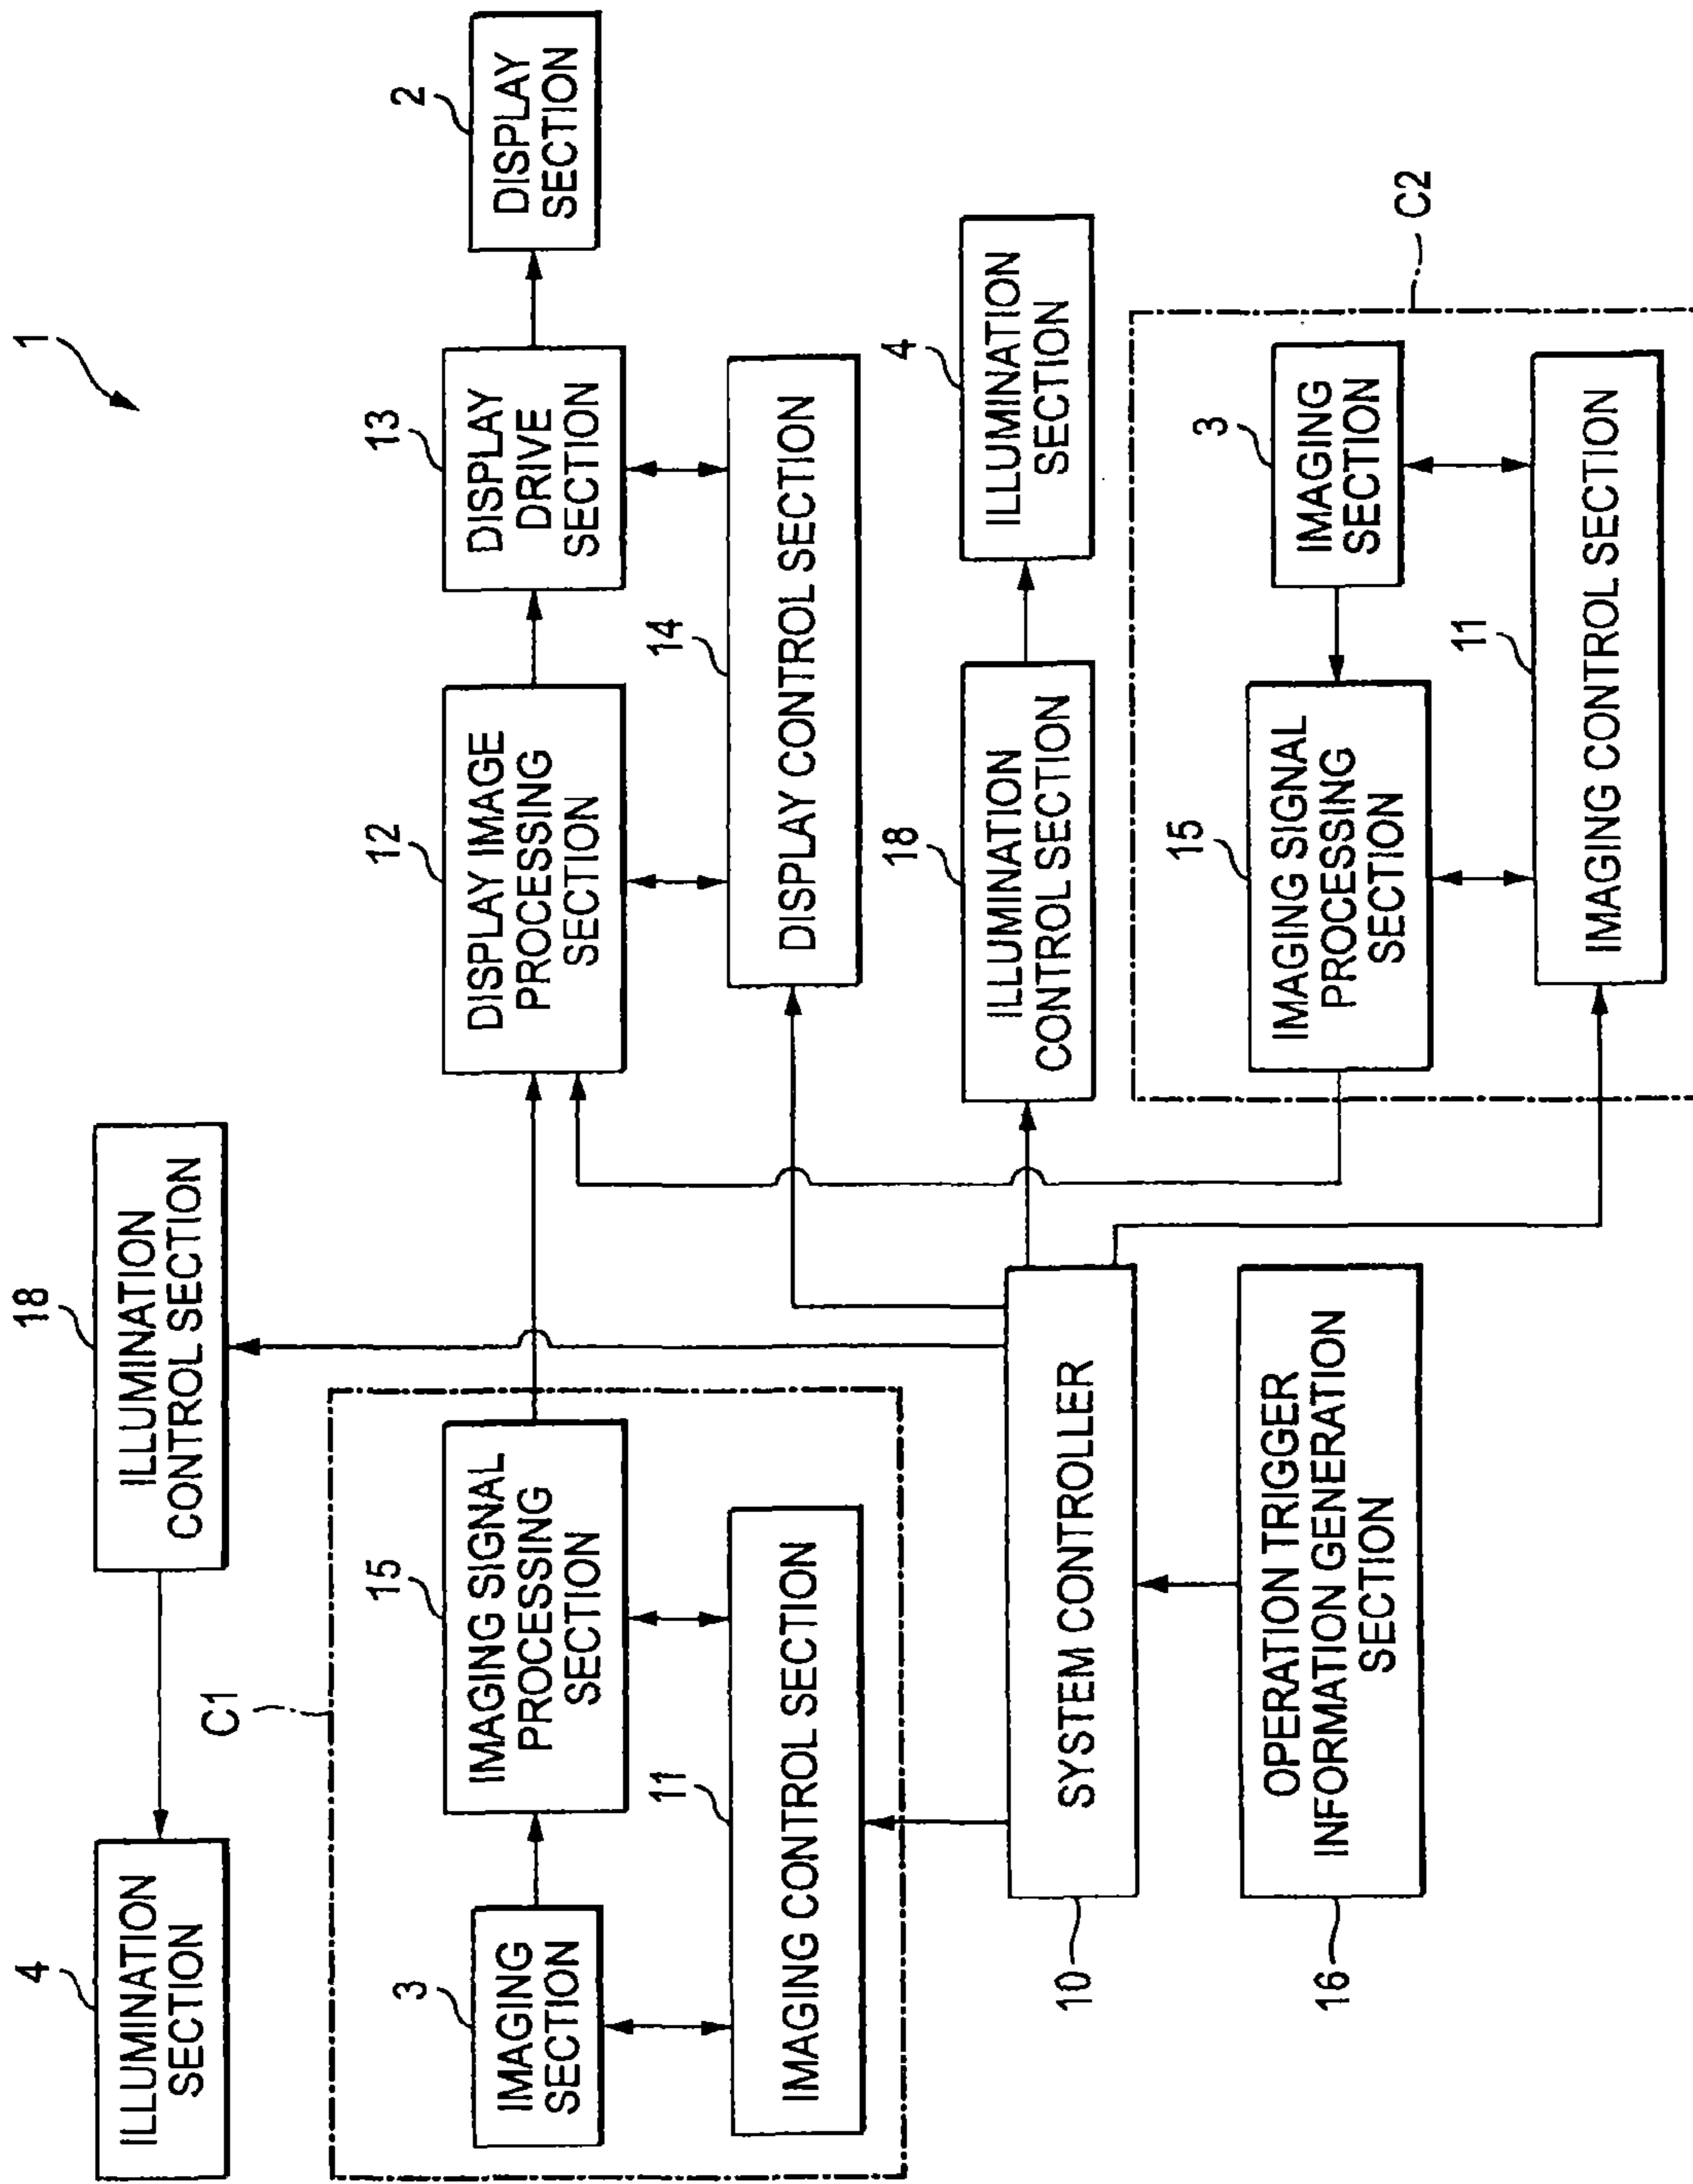 1
4
ILLUMINATION
SECTION
18
ILLUMINATION
CONTROL SECTION
C1
3
IMAGING
SECTION
15
IMAGING SIGNAL
PROCESSING
SECTION
11
IMAGING CONTROL SECTION
12
DISPLAY IMAGE
PROCESSING
SECTION
13
DISPLAY
DRIVE
SECTION
2
DISPLAY
SECTION
14
DISPLAY CONTROL SECTION
10
SYSTEM CONTROLLER
18
ILLUMINATION
CONTROL SECTION
4
ILLUMINATION
SECTION
16
OPERATION TRIGGER
INFORMATION GENERATION
SECTION
C2
15
IMAGING SIGNAL
PROCESSING
SECTION
3
IMAGING
SECTION
11
IMAGING CONTROL SECTION